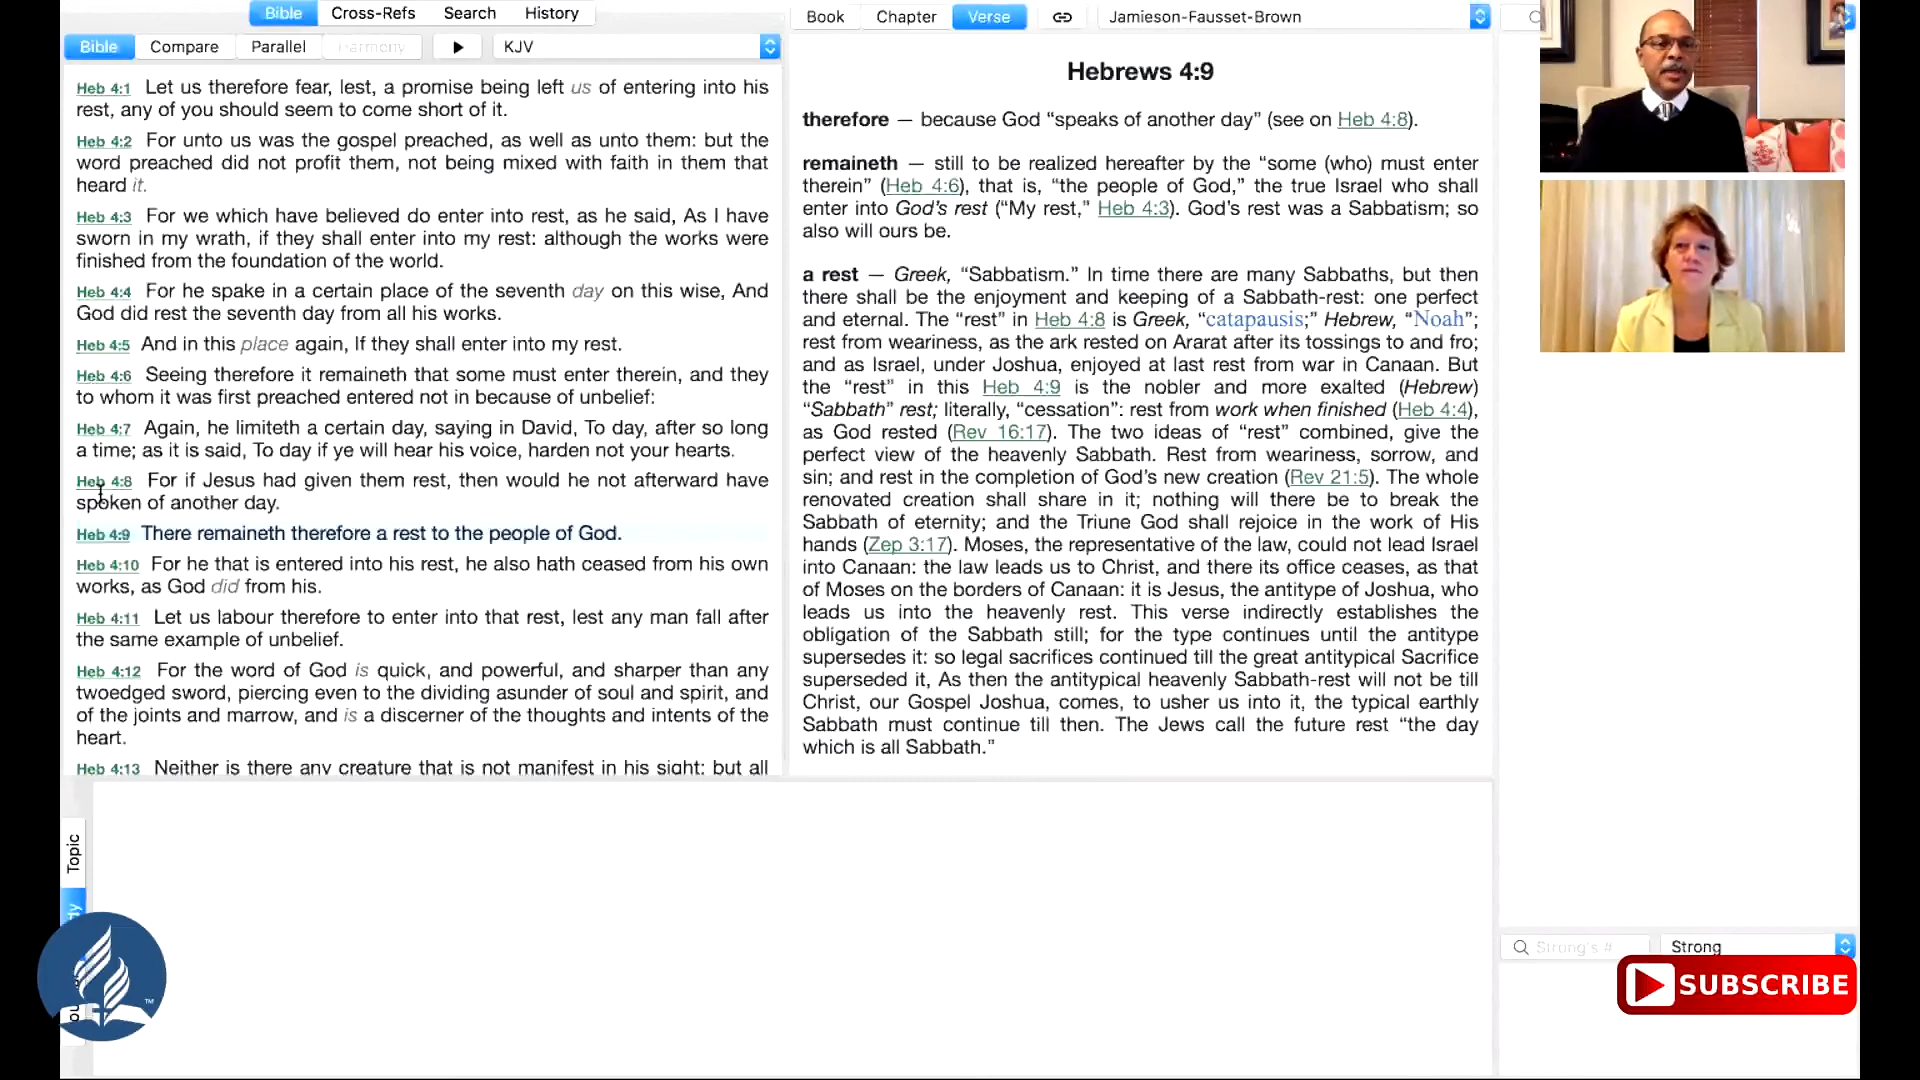 Bible Cross-Refs Search History
Bible Compare Parallel Harmony KJV
Heb 4:1 Let us therefore fear, lest, a promise being left us of entering into his
rest, any of you should seem to come short of it.
Heb 4:2 For unto us was the gospel preached, as well as unto them: but the
word preached did not profit them, not being mixed with faith in them that
heard it.
Heb 4:3 For we which have believed do enter into rest, as he said, As I have
sworn in my wrath, if they shall enter into my rest: although the works were
finished from the foundation of the world.
Heb 4:4 For he spake in a certain place of the seventh day on this wise, And
God did rest the seventh day from all his works.
Heb 4:5 And in this place again, If they shall enter into my rest.
Heb 4:6 Seeing therefore it remaineth that some must enter therein, and they
to whom it was first preached entered not in because of unbelief:
Heb 4:7 Again, he limiteth a certain day, saying in David, To day, after so long
a time; as it is said, To day if ye will hear his voice, harden not your hearts.
Heb 4:8 For if Jesus had given them rest, then would he not afterward have
spoken of another day.
Heb 4:9 There remaineth therefore a rest to the people of God.
Heb 4:10 For he that is entered into his rest, he also hath ceased from his own
works, as God did from his.
Heb 4:11 Let us labour therefore to enter into that rest, lest any man fall after
the same example of unbelief.
Heb 4:12 For the word of God is quick, and powerful, and sharper than any
twoedged sword, piercing even to the dividing asunder of soul and spirit, and
of the joints and marrow, and is a discerner of the thoughts and intents of the
heart.
Heb 4:13 Neither is there any creature that is not manifest in his sight: but all
Book Chapter Verse Jamieson-Fausset-Brown
Hebrews 4:9
therefore — because God “speaks of another day” (see on Heb 4:8).
remaineth — still to be realized hereafter by the “some (who) must enter
therein” (Heb 4:6), that is, “the people of God,” the true Israel who shall
enter into God’s rest (“My rest,” Heb 4:3). God’s rest was a Sabbatism; so
also will ours be.
a rest — Greek, “Sabbatism.” In time there are many Sabbaths, but then
there shall be the enjoyment and keeping of a Sabbath-rest: one perfect
and eternal. The “rest” in Heb 4:8 is Greek, “catapausis;” Hebrew, “Noah”;
rest from weariness, as the ark rested on Ararat after its tossings to and fro;
and as Israel, under Joshua, enjoyed at last rest from war in Canaan. But
the “rest” in this Heb 4:9 is the nobler and more exalted (Hebrew)
“Sabbath” rest; literally, “cessation”: rest from work when finished (Heb 4:4),
as God rested (Rev 16:17). The two ideas of “rest” combined, give the
perfect view of the heavenly Sabbath. Rest from weariness, sorrow, and
sin; and rest in the completion of God’s new creation (Rev 21:5). The whole
renovated creation shall share in it; nothing will there be to break the
Sabbath of eternity; and the Triune God shall rejoice in the work of His
hands (Zep 3:17). Moses, the representative of the law, could not lead Israel
into Canaan: the law leads us to Christ, and there its office ceases, as that
of Moses on the borders of Canaan: it is Jesus, the antitype of Joshua, who
leads us into the heavenly rest. This verse indirectly establishes the
obligation of the Sabbath still; for the type continues until the antitype
supersedes it: so legal sacrifices continued till the great antitypical Sacrifice
superseded it, As then the antitypical heavenly Sabbath-rest will not be till
Christ, our Gospel Joshua, comes, to usher us into it, the typical earthly
Sabbath must continue till then. The Jews call the future rest “the day
which is all Sabbath.”
Topic
Strong's # Strong
SUBSCRIBE
TM